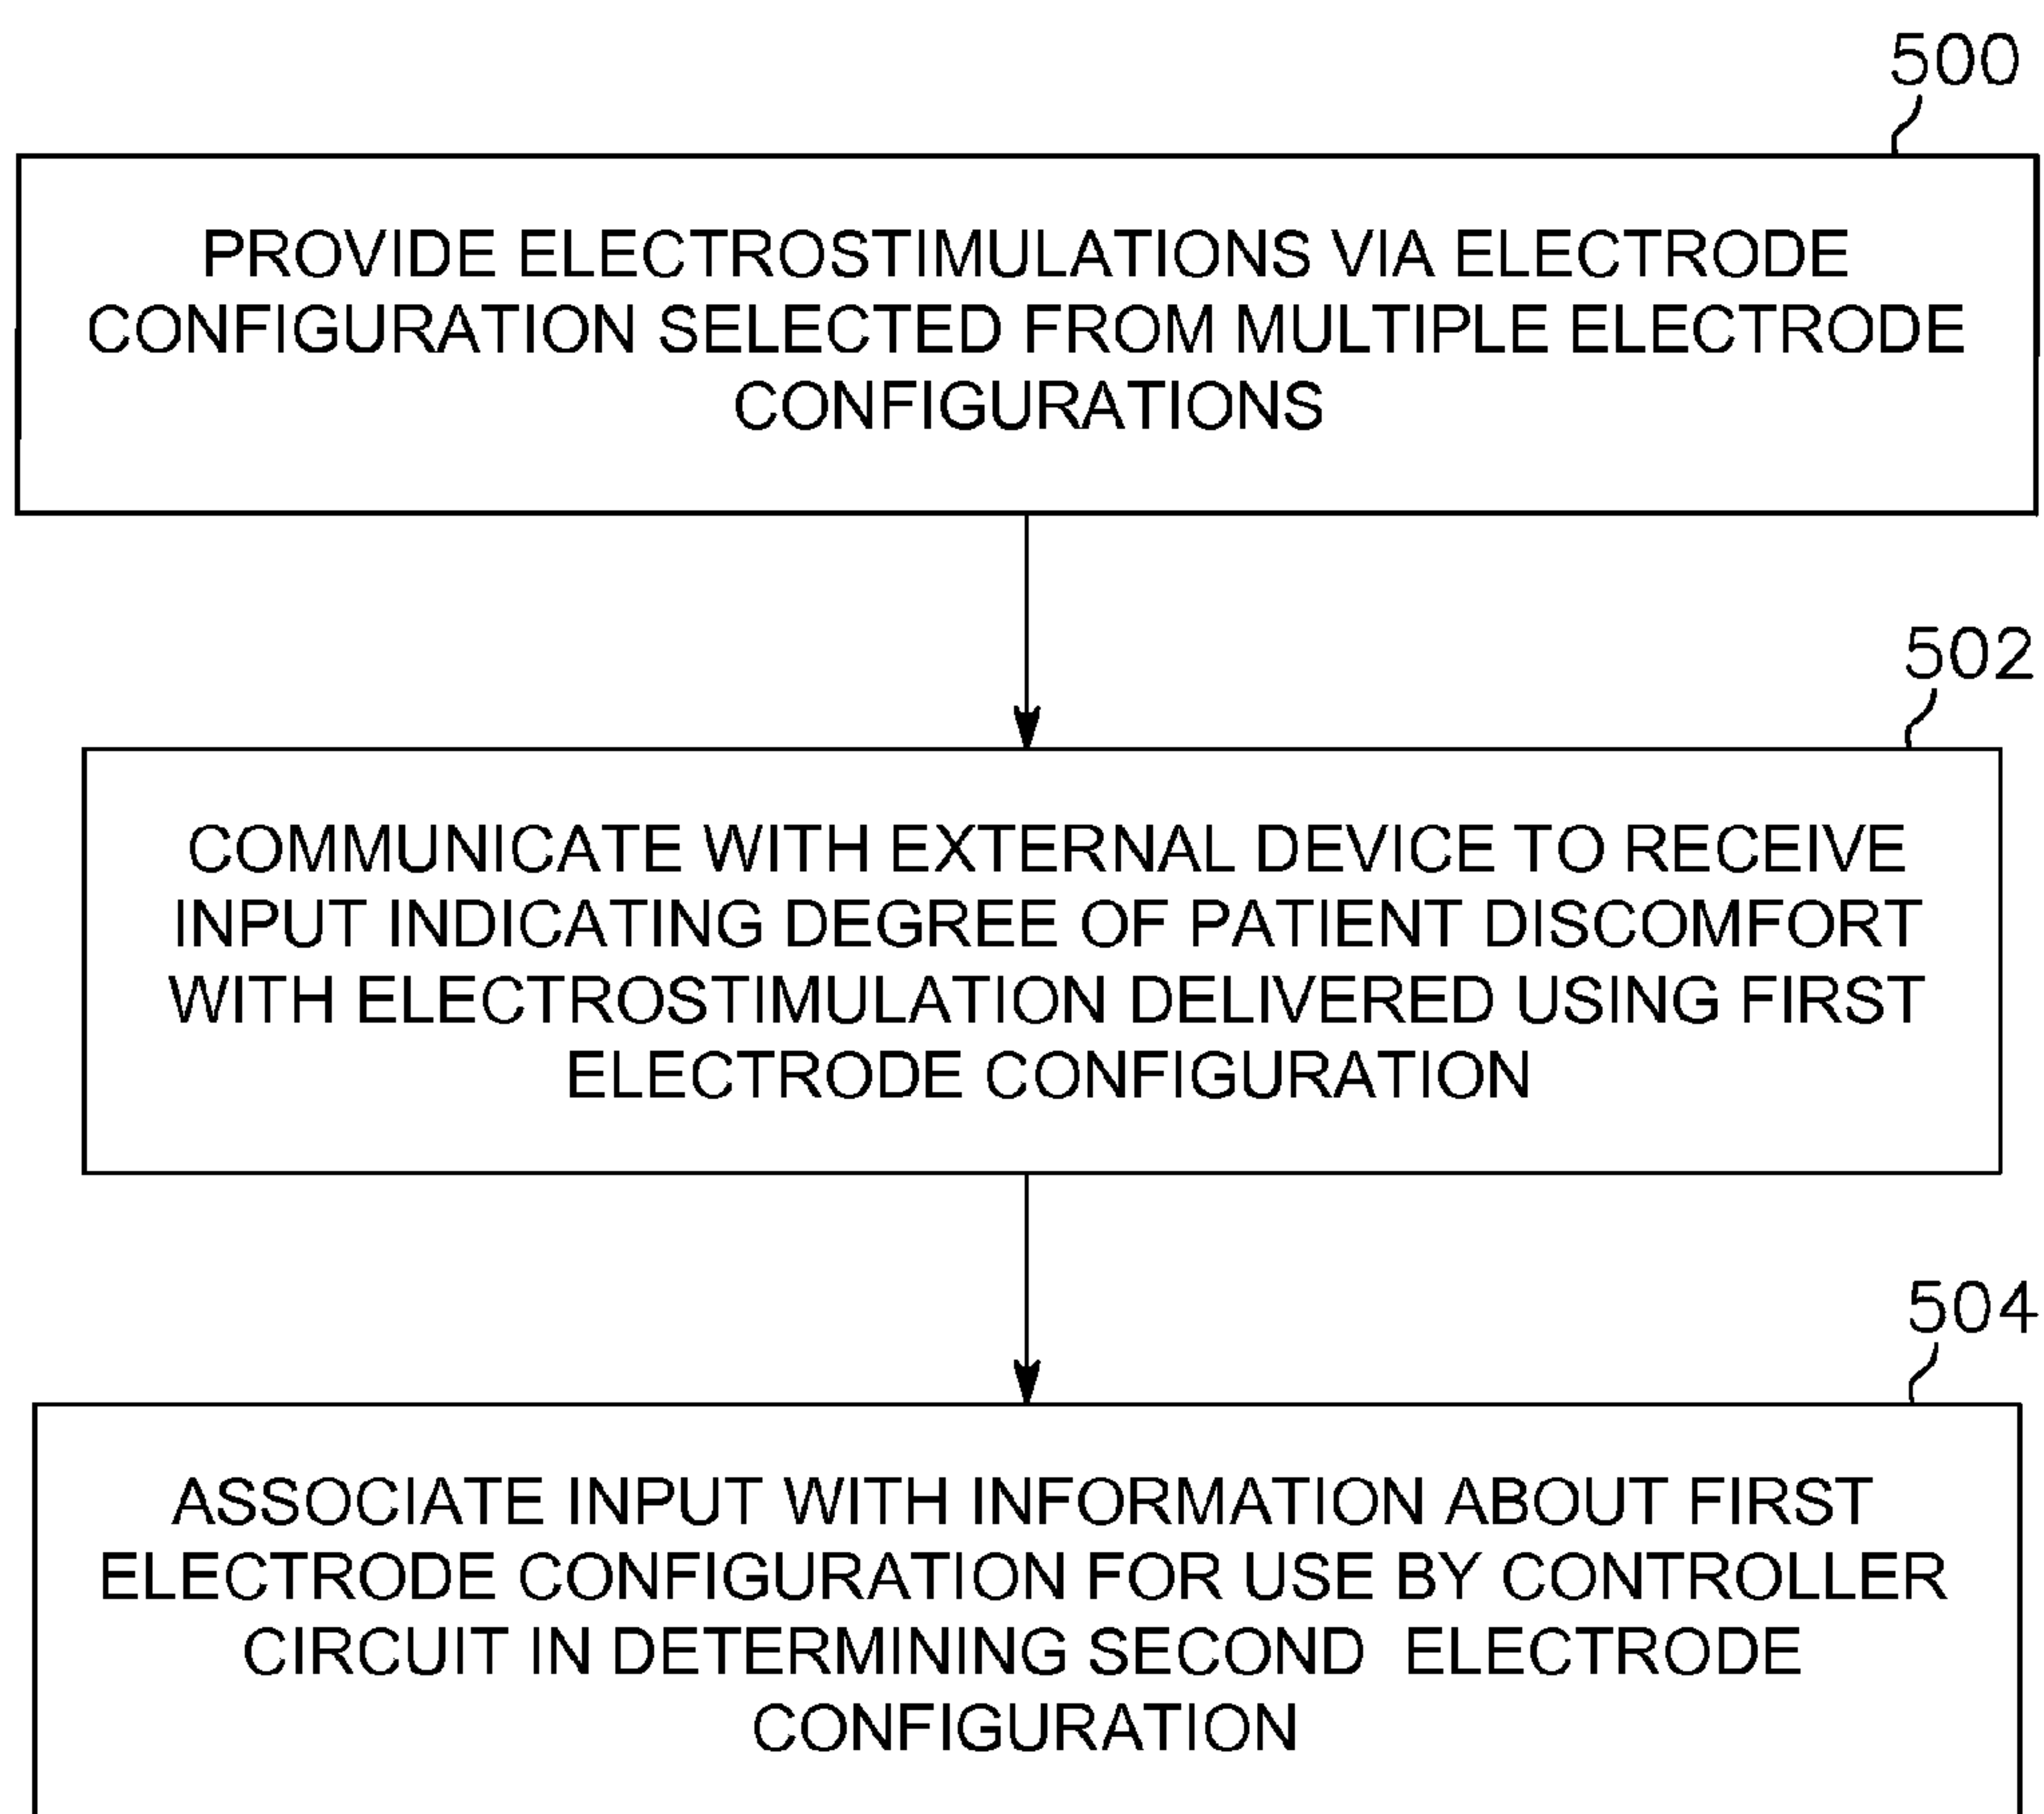 500
PROVIDE ELECTROSTIMULATIONS VIA ELECTRODE
CONFIGURATION SELECTED FROM MULTIPLE ELECTRODE
CONFIGURATIONS
502
COMMUNICATE WITH EXTERNAL DEVICE TO RECEIVE
INPUT INDICATING DEGREE OF PATIENT DISCOMFORT
WITH ELECTROSTIMULATION DELIVERED USING FIRST
ELECTRODE CONFIGURATION
504
ASSOCIATE INPUT WITH INFORMATION ABOUT FIRST
ELECTRODE CONFIGURATION FOR USE BY CONTROLLER
CIRCUIT IN DETERMINING SECOND ELECTRODE
CONFIGURATION